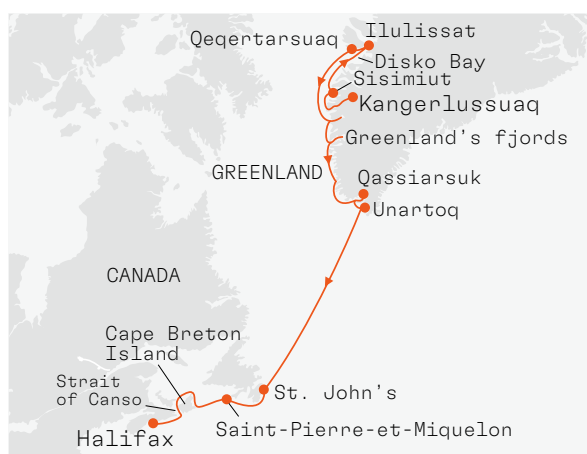 Ilulissat
Qeqertarsuaq
Disko Bay
Sisimiut
Kangerlussuaq
Greenland's fjords
GREENLAND
Qassiarsuk
Unartoq
CANADA
Cape Breton
Island
Strait
of Canso
St. John's
Saint-Pierre-et-Miquelon
Halifax